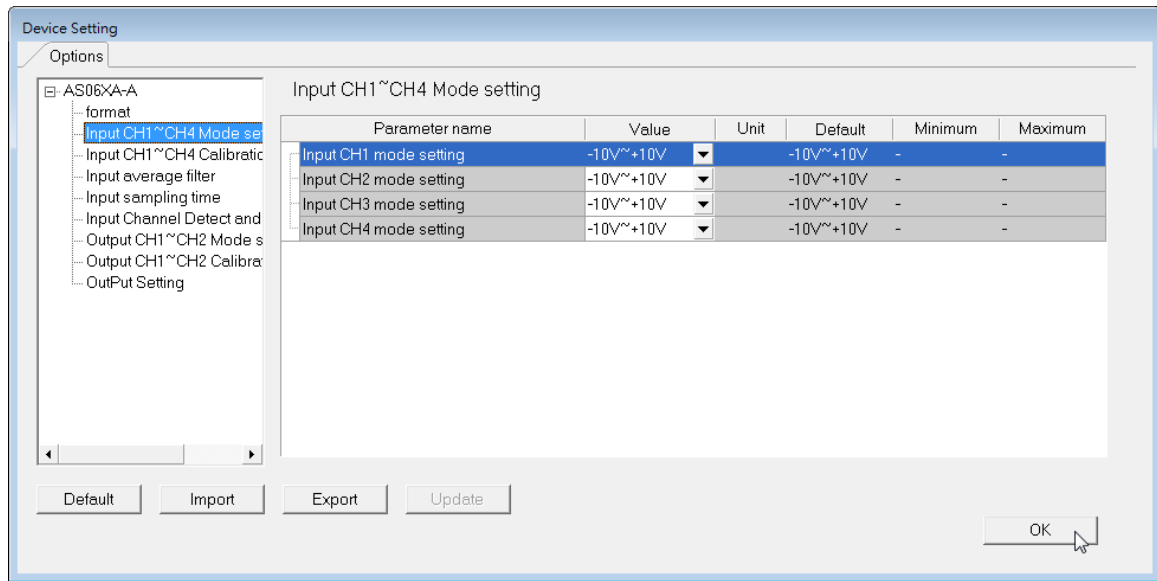 Device Setting
Options
AS06XA-A
format
Input CH1~CH4 Mode se
Input CH1~CH4 Calibratic
Input average filter
Input sampling time
Input Channel Detect and
Output CH1~CH2 Mode s
Output CH1~CH2 Calibra
OutPut Setting
Input CH1~CH4 Mode setting
Parameter name Value Unit Default Minimum Maximum
Input CH1 mode setting -10V~+10V -10V~+10V - -
Input CH2 mode setting -10V~+10V -10V~+10V - -
Input CH3 mode setting -10V~+10V -10V~+10V - -
Input CH4 mode setting -10V~+10V -10V~+10V - -
Default Import Export Update
OK